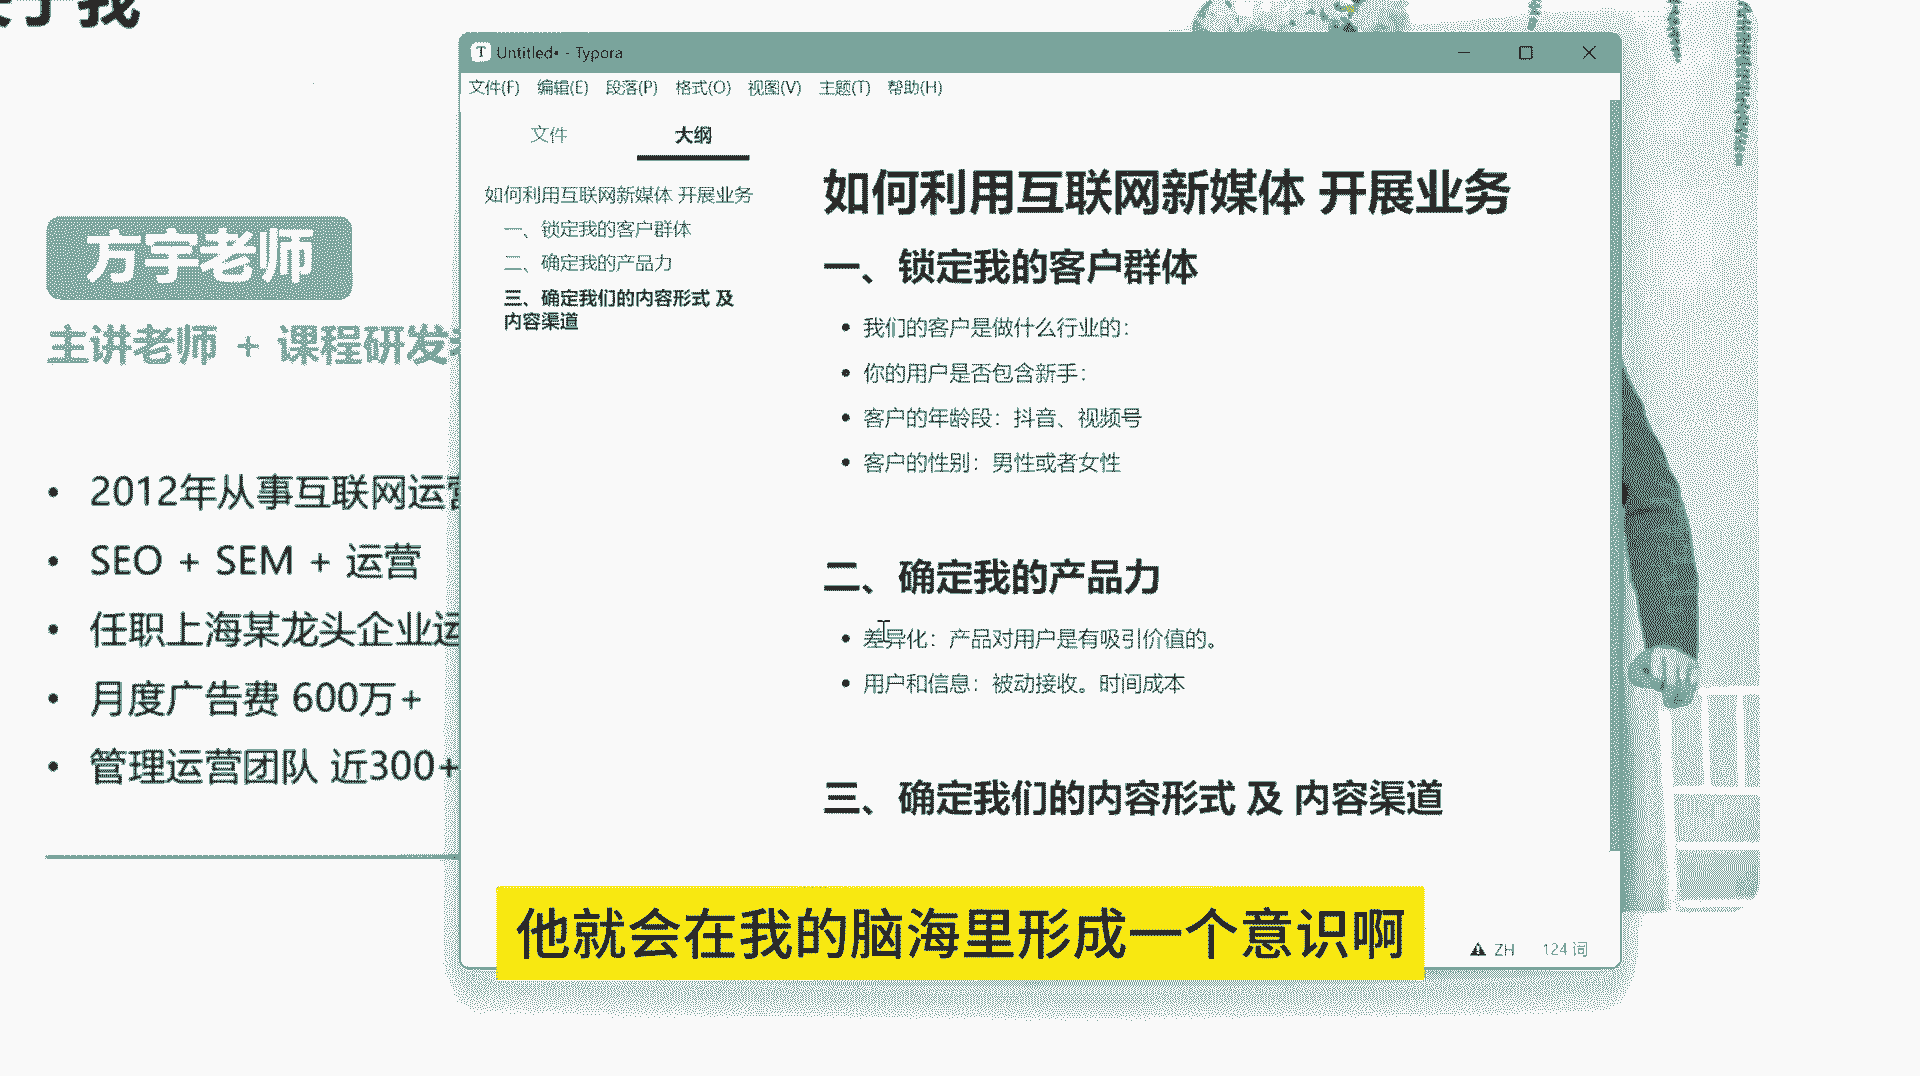 于我
方宇老师
主讲老师 + 课程研发
2012年从事互联网运营
SEO + SEM + 运营
任职上海某龙头企业运
月度广告费 600万+
管理运营团队 近300+
Untitled• - Typora
文件(F) 编辑(E) 段落(P) 格式(O) 视图(V) 主题(T) 帮助(H)
文件 大纲
如何利用互联网新媒体 开展业务
一、锁定我的客户群体
二、确定我的产品力
三、确定我们的内容形式 及
内容渠道
如何利用互联网新媒体 开展业务
一、锁定我的客户群体
我们的客户是做什么行业的：
你的用户是否包含新手：
客户的年龄段：抖音、视频号
客户的性别：男性或者女性
二、确定我的产品力
差异化：产品对用户是有吸引价值的。
用户和信息：被动接收。时间成本
三、确定我们的内容形式 及 内容渠道
他就会在我的脑海里形成一个意识啊
ZH 124 词